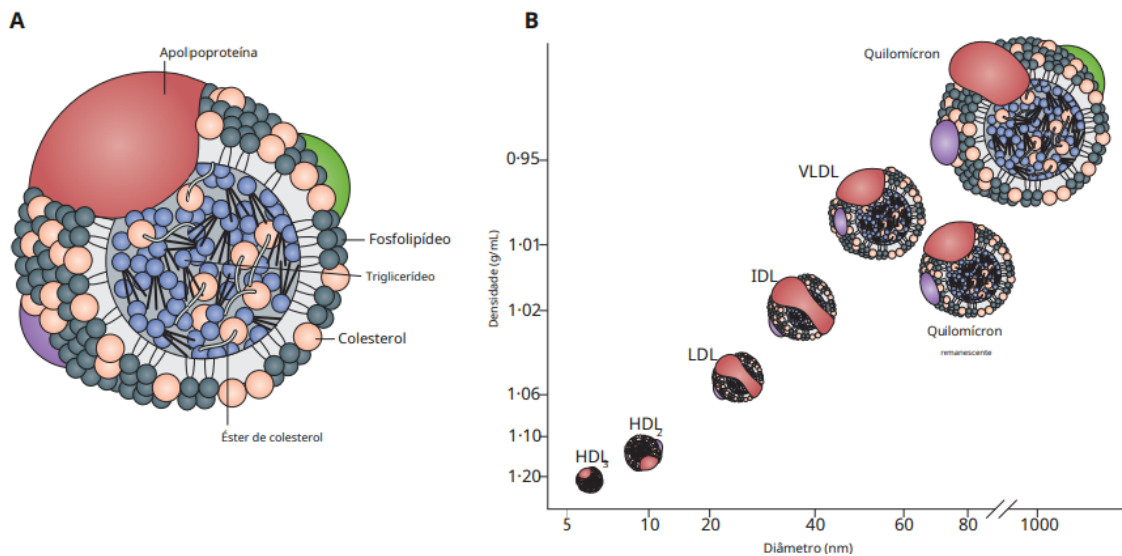 A
Apolipoproteína
Fosfolipídeo
Triglicerídeo
Colesterol
Éster de colesterol
B
Densidade (g/mL)
0·95
1·01
1·02
1·06
1·10
1·20
Quilomícron
VLDL
IDL
Quilomícron
remanescente
LDL
HDL2
HDL3
5 10 20 40 60 80 1000
Diâmetro (nm)